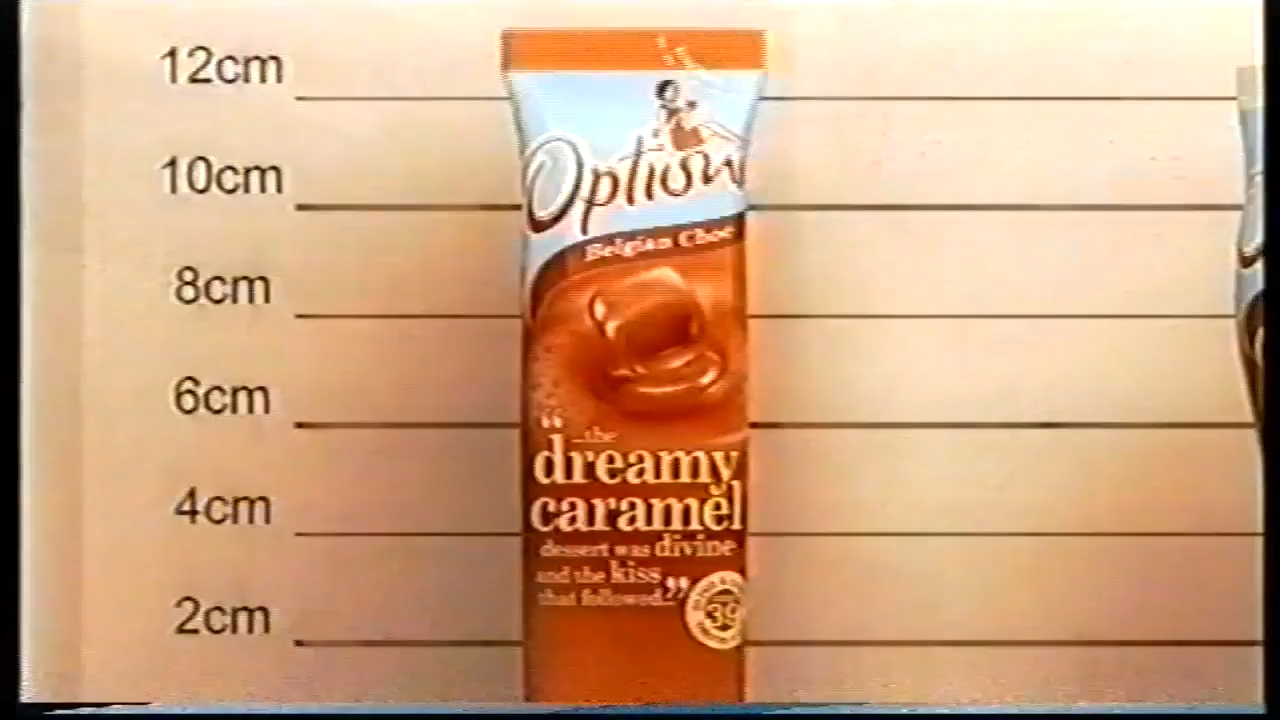 12cm
10cm
8cm
6cm
4cm
2cm
Option
Belgian Choc
“...the
dreamy
caramel
dessert was divine
and the kiss
that followed...”
39